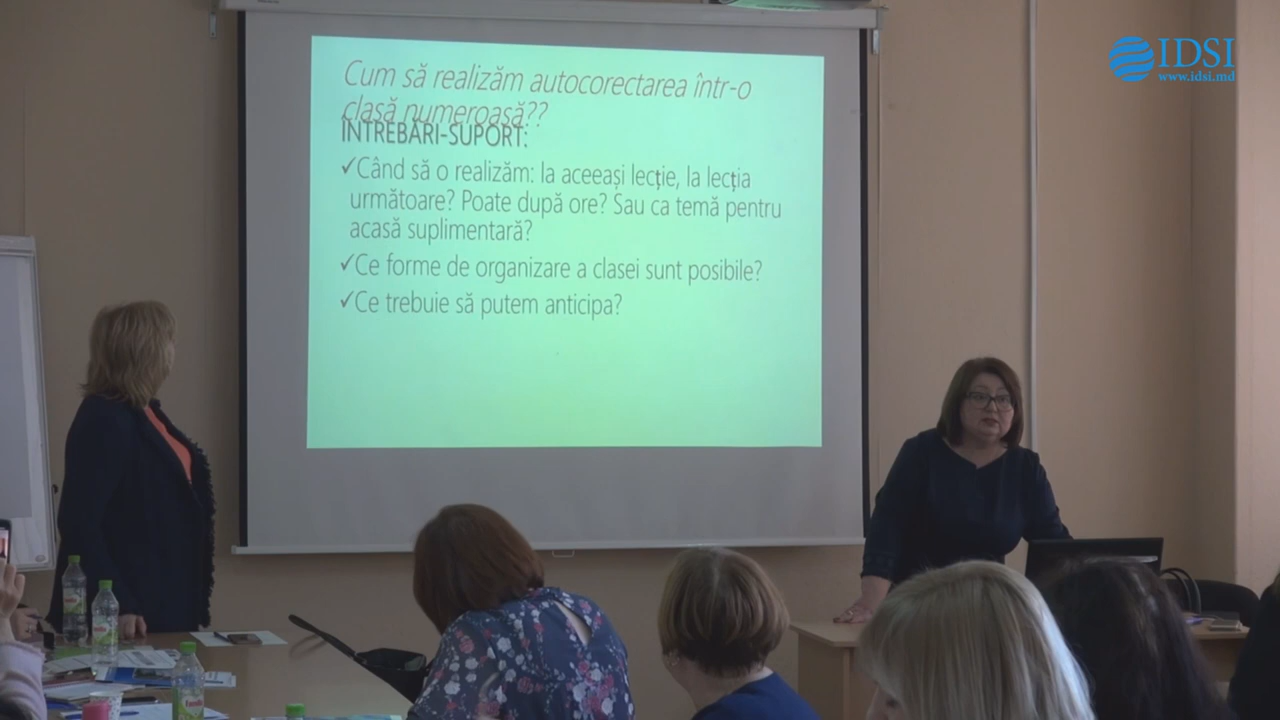 IDSI
www.idsi.md
Cum să realizăm autocorectarea într-o
clasă numeroasă??
ÎNTREBĂRI-SUPORT:
✓Când să o realizăm: la aceeași lecție, la lecția
următoare? Poate după ore? Sau ca temă pentru
acasă suplimentară?
✓Ce forme de organizare a clasei sunt posibile?
✓Ce trebuie să putem anticipa?